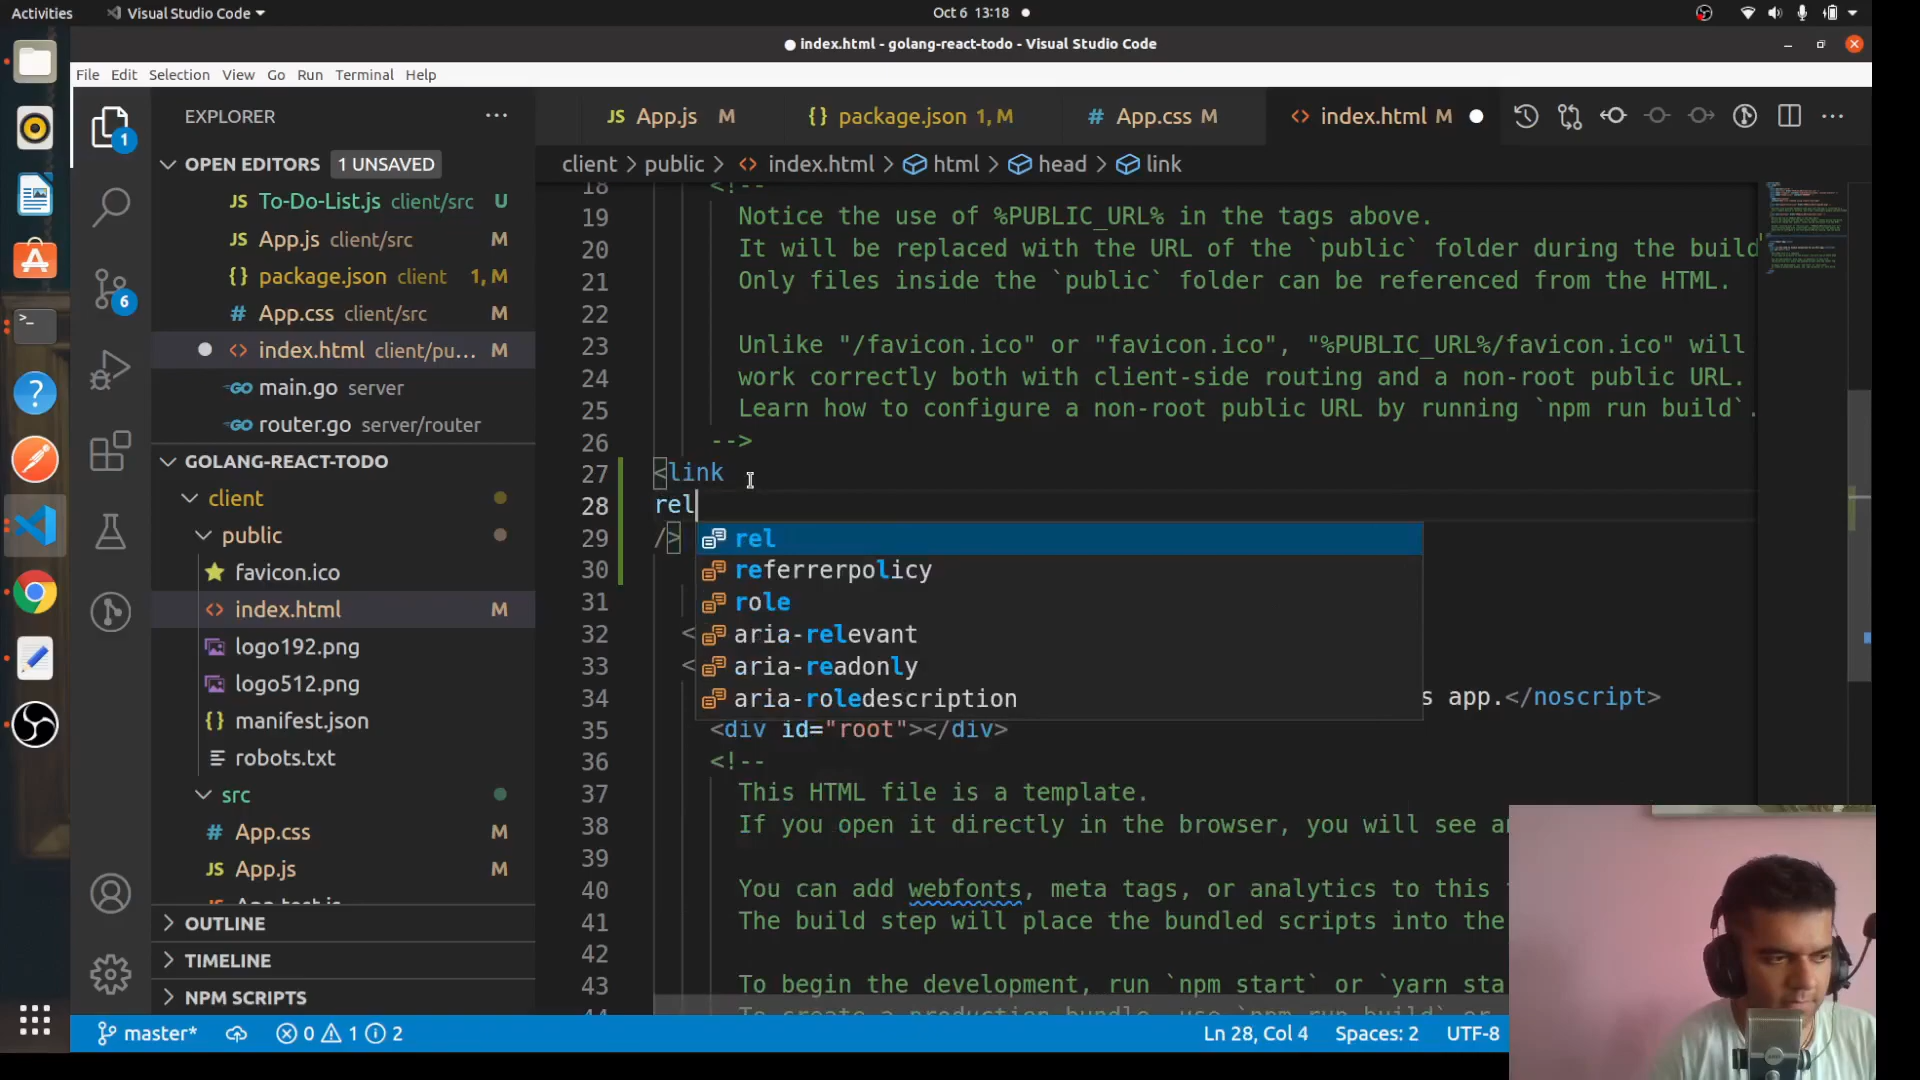 Activities
Visual Studio Code
Oct 6 13:18
index.html - golang-react-todo - Visual Studio Code
File Edit Selection View Go Run Terminal Help
EXPLORER
OPEN EDITORS 1 UNSAVED
JS To-Do-List.js client/src U
JS App.js client/src M
{} package.json client 1, M
# App.css client/src M
<> index.html client/pu... M
GO main.go server
GO router.go server/router
GOLANG-REACT-TODO
client
public
favicon.ico
<> index.html M
logo192.png
logo512.png
{} manifest.json
robots.txt
src
# App.css M
JS App.js M
OUTLINE
TIMELINE
NPM SCRIPTS
1
6
JS App.js M
{} package.json 1, M
# App.css M
<> index.html M
client > public > <> index.html > html > head > link
18 <!--
19 Notice the use of %PUBLIC_URL% in the tags above.
20 It will be replaced with the URL of the `public` folder during the build
21 Only files inside the `public` folder can be referenced from the HTML.
22
23 Unlike "/favicon.ico" or "favicon.ico", "%PUBLIC_URL%/favicon.ico" will
24 work correctly both with client-side routing and a non-root public URL.
25 Learn how to configure a non-root public URL by running `npm run build`.
26 -->
27 <link
28 rel
29 />
30
31
32 <
33 <
34 s app.</noscript>
35 <div id="root"></div>
36 <!--
37 This HTML file is a template.
38 If you open it directly in the browser, you will see an
39
40 You can add webfonts, meta tags, or analytics to this
41 The build step will place the bundled scripts into the
42
43 To begin the development, run `npm start` or `yarn sta
rel
referrerpolicy
role
aria-relevant
aria-readonly
aria-roledescription
master* 0 1 2
Ln 28, Col 4 Spaces: 2 UTF-8